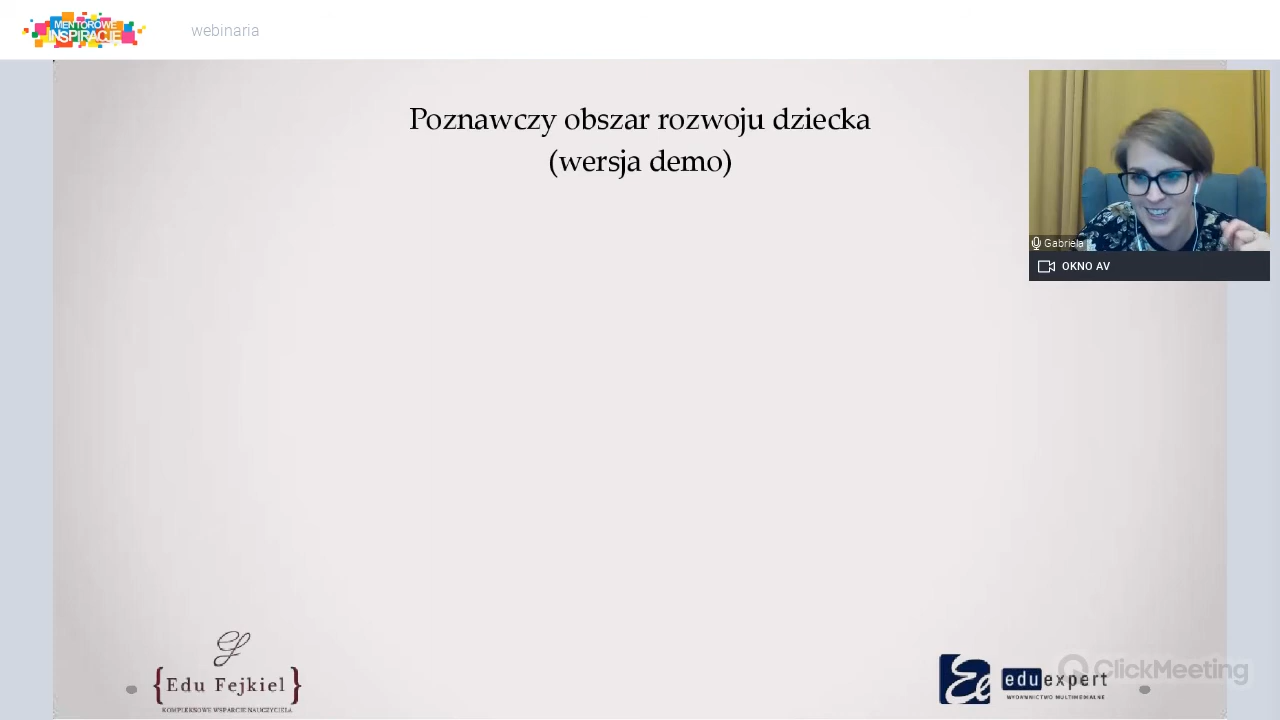 MENTOROWE
INSPIRACJE
webinaria
Poznawczy obszar rozwoju dziecka
(wersja demo)
Gabriela
OKNO AV
Edu Fejkiel
KOMPLEKSOWE WSPARCIE NAUCZYCIELA
eduexpert
WYDAWNICTWO MULTIMEDIALNE
ClickMeeting